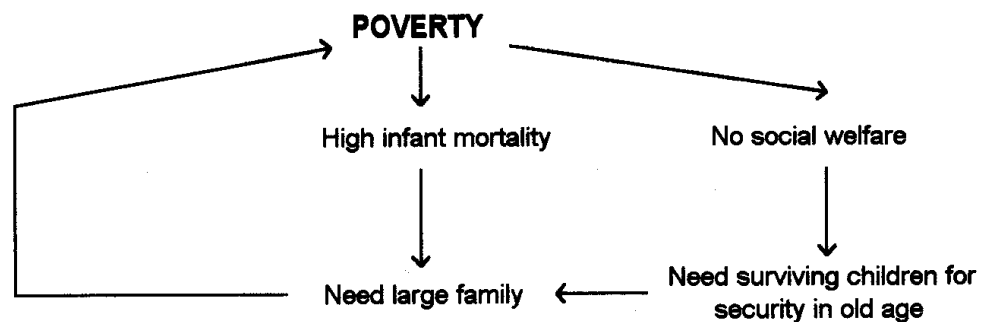 POVERTY
High infant mortality
No social welfare
Need large family
Need surviving children for
security in old age